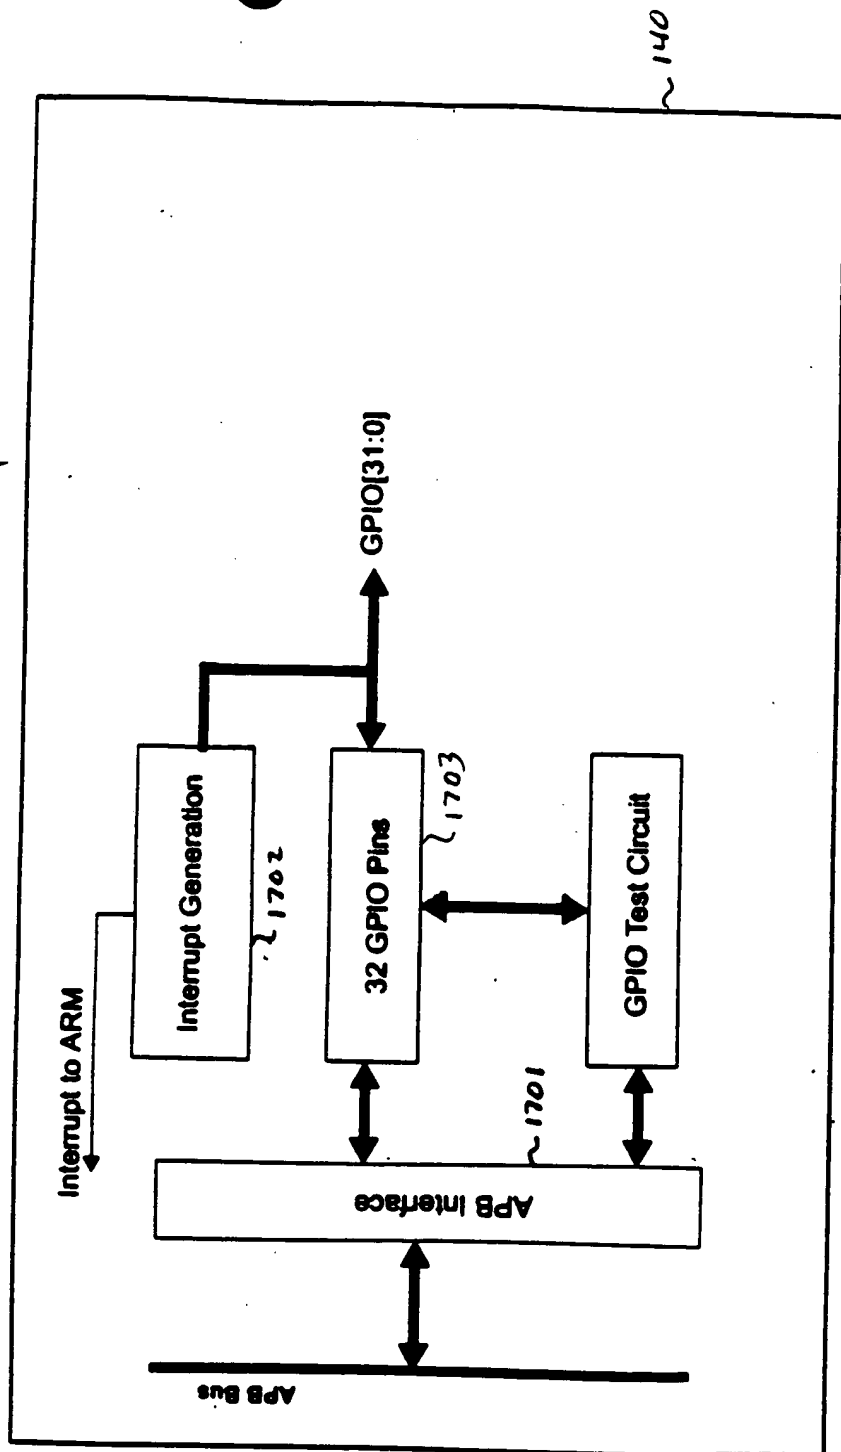 Interrupt to ARM
Interrupt Generation
1702
GPIO[31:0]
32 GPIO Pins
1703
APB Interface
1701
GPIO Test Circuit
APB Bus
140